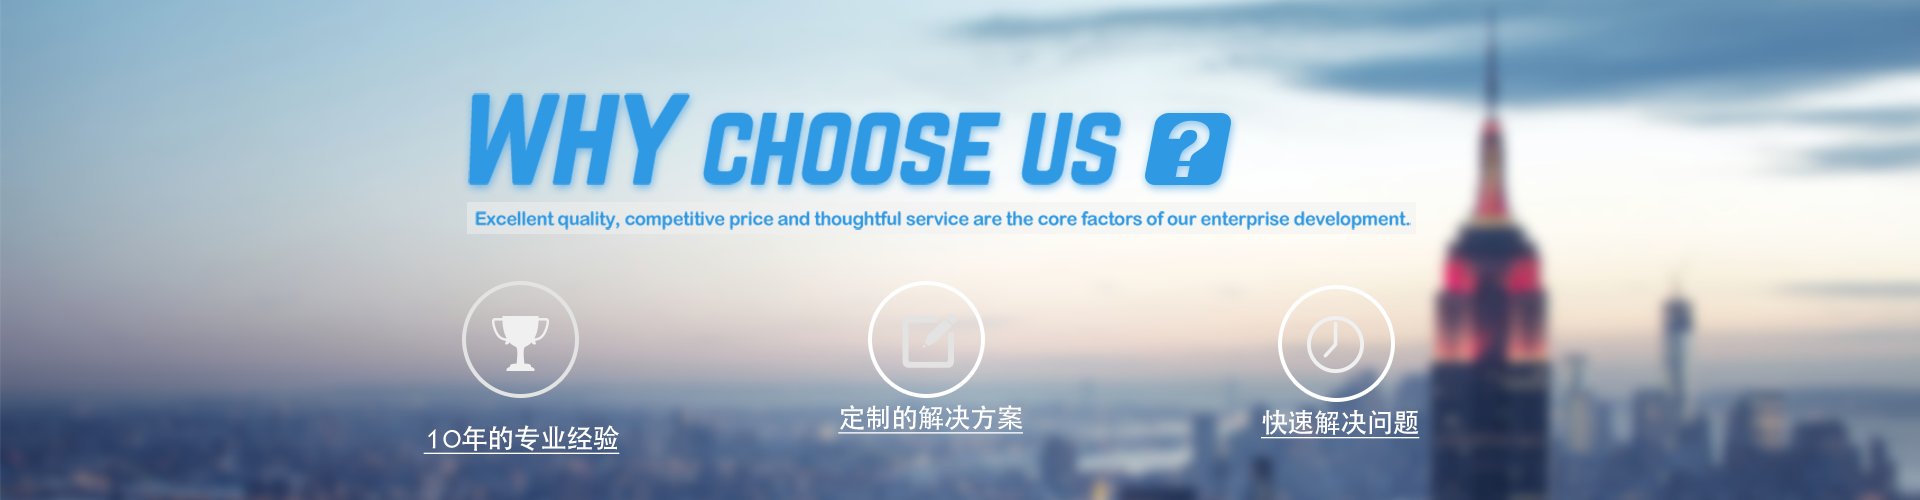 WHY CHOOSE US ?
Excellent quality, competitive price and thoughtful service are the core factors of our enterprise development.
10年的专业经验
定制的解决方案
快速解决问题